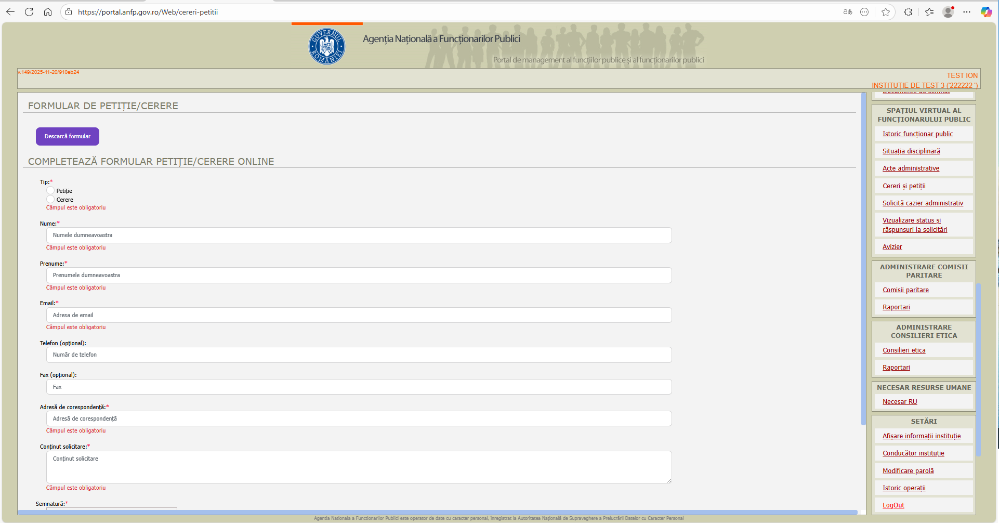 https://portal.anfp.gov.ro/Web/cereri-petitii
GUVERNUL ROMÂNIEI
Agenția Națională a Funcționarilor Publici
Portal de management al funcțiilor publice și al funcționarilor publici
v.149/2025-11-20/910eb24
TEST ION
INSTITUȚIE DE TEST 3 ('222222 ')
FORMULAR DE PETIȚIE/CERERE
Descarcă formular
COMPLETEAZĂ FORMULAR PETIȚIE/CERERE ONLINE
Tip:*
Petiție
Cerere
Câmpul este obligatoriu
Nume:*
Numele dumneavoastra
Câmpul este obligatoriu
Prenume:*
Prenumele dumneavoastra
Câmpul este obligatoriu
Email:*
Adresa de email
Câmpul este obligatoriu
Telefon (opțional):
Număr de telefon
Fax (opțional):
Fax
Adresă de corespondență:*
Adresă de corespondență
Câmpul este obligatoriu
Conținut solicitare:*
Conținut solicitare
Câmpul este obligatoriu
Semnatură:*
Documente de semnat
SPAȚIUL VIRTUAL AL
FUNCȚIONARULUI PUBLIC
Istoric funcționar public
Situația disciplinară
Acte administrative
Cereri și petiții
Solicită cazier administrativ
Vizualizare status și
răspunsuri la solicitări
Avizier
ADMINISTRARE COMISII
PARITARE
Comisii paritare
Raportari
ADMINISTRARE
CONSILIERI ETICA
Consilieri etica
Raportari
NECESAR RESURSE UMANE
Necesar RU
SETĂRI
Afișare informații instituție
Conducător instituție
Modificare parolă
Istoric operații
LogOut
Agentia Nationala a Functionarilor Publici este operator de date cu caracter personal, înregistrat la Autoritatea Națională de Supraveghere a Prelucrării Datelor cu Caracter Personal